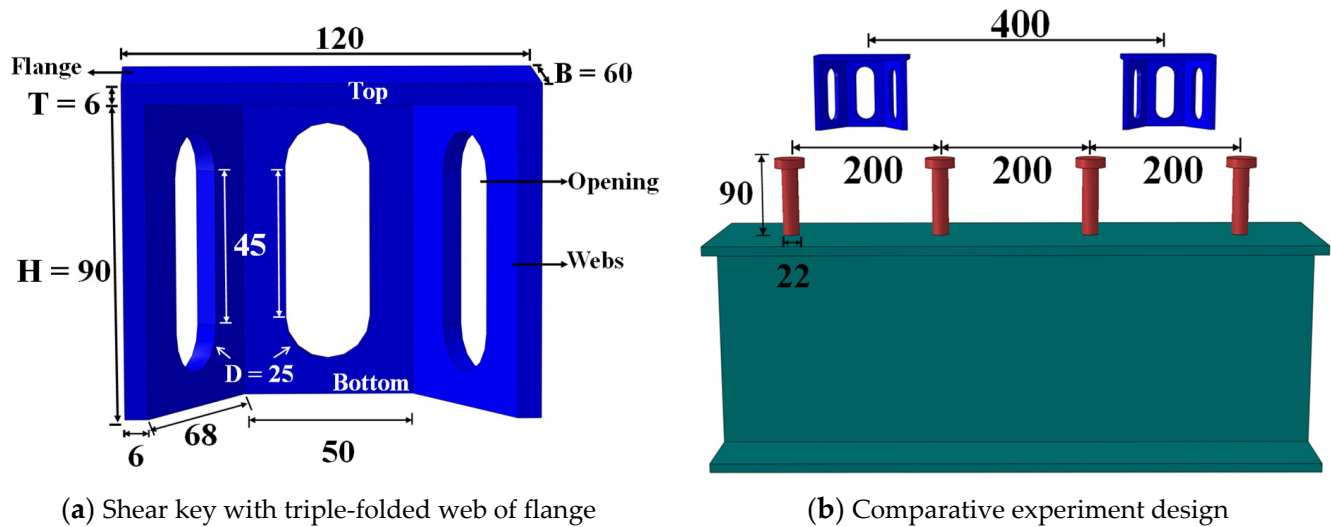 120
Flange
B = 60
T = 6
Top
Opening
45
H = 90
Webs
D = 25
Bottom
68
6
50
(a) Shear key with triple-folded web of flange
400
200
200
200
90
22
(b) Comparative experiment design